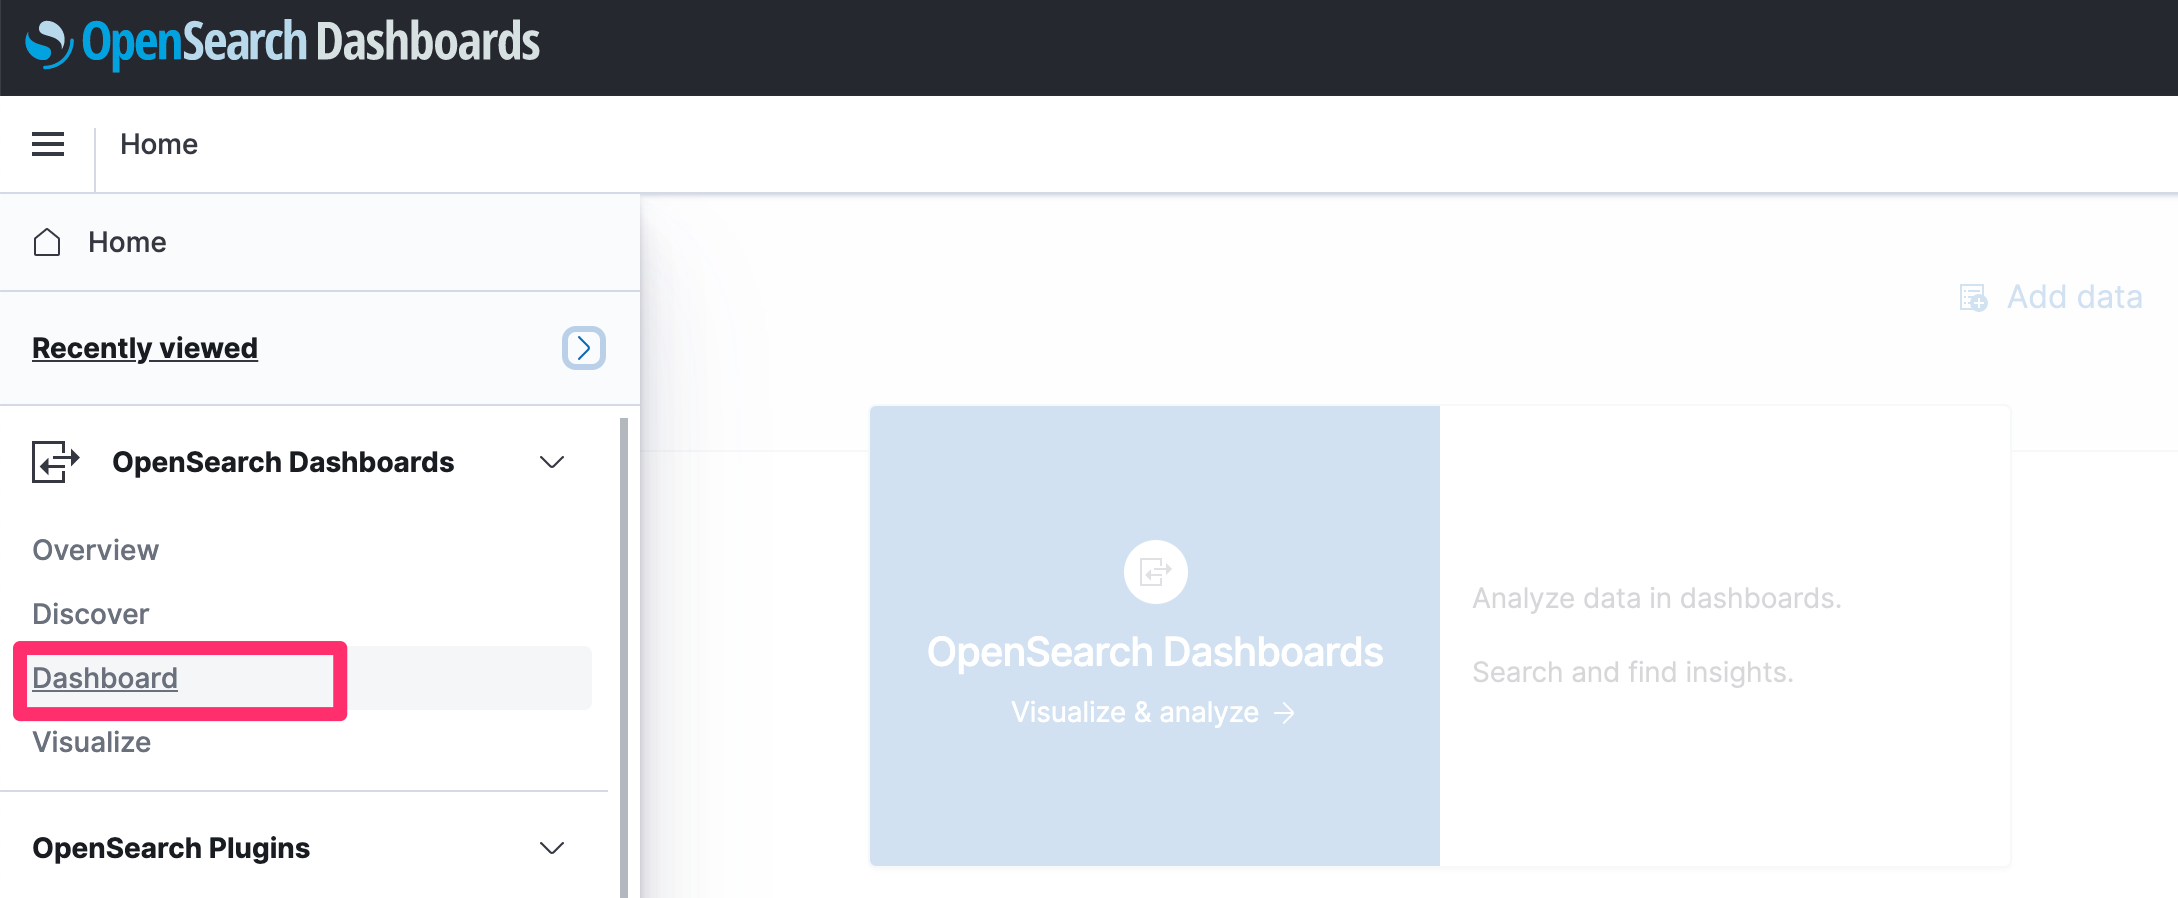 OpenSearch Dashboards
Home
Home
Recently viewed
OpenSearch Dashboards
Overview
Discover
Dashboard
Visualize
OpenSearch Plugins
Add data
OpenSearch Dashboards
Visualize & analyze
Analyze data in dashboards.
Search and find insights.